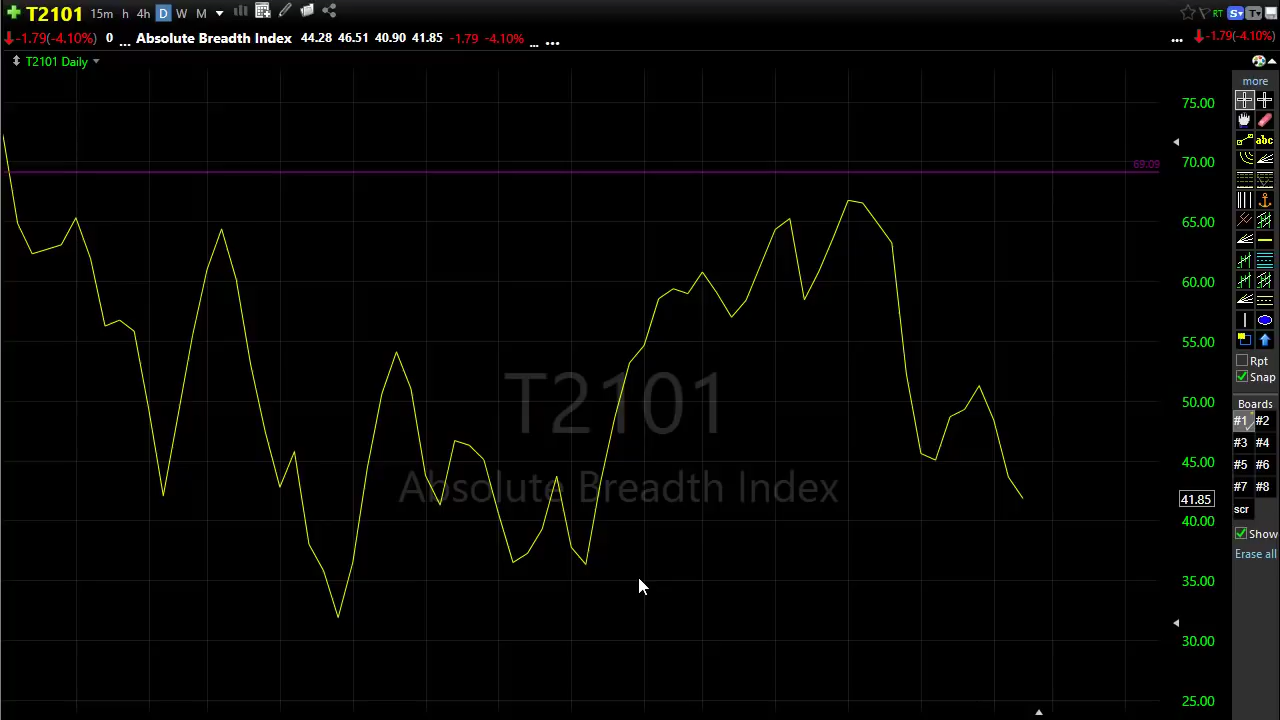 T2101 15m h 4h D W M RT S T
-1.79(-4.10%) 0 ... Absolute Breadth Index 44.28 46.51 40.90 41.85 -1.79 -4.10% ... ... ... -1.79(-4.10%)
T2101 Daily
more
abc
75.00
69.09
70.00
65.00
60.00
55.00
50.00
45.00
41.85
40.00
35.00
30.00
25.00
T2101
Absolute Breadth Index
Rpt
Snap
Boards
#1 #2
#3 #4
#5 #6
#7 #8
scr
Show
Erase all